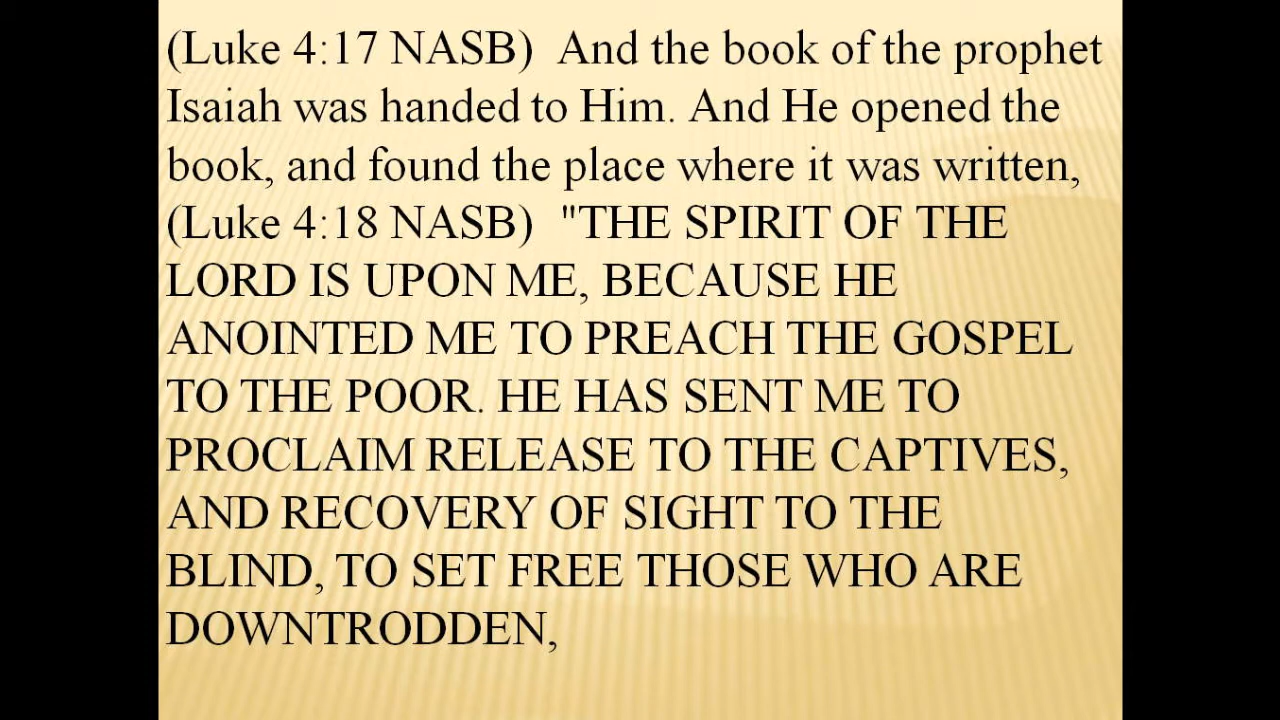 (Luke 4:17 NASB)  And the book of the prophet
Isaiah was handed to Him. And He opened the
book, and found the place where it was written,
(Luke 4:18 NASB)  "THE SPIRIT OF THE
LORD IS UPON ME, BECAUSE HE
ANOINTED ME TO PREACH THE GOSPEL
TO THE POOR. HE HAS SENT ME TO
PROCLAIM RELEASE TO THE CAPTIVES,
AND RECOVERY OF SIGHT TO THE
BLIND, TO SET FREE THOSE WHO ARE
DOWNTRODDEN,